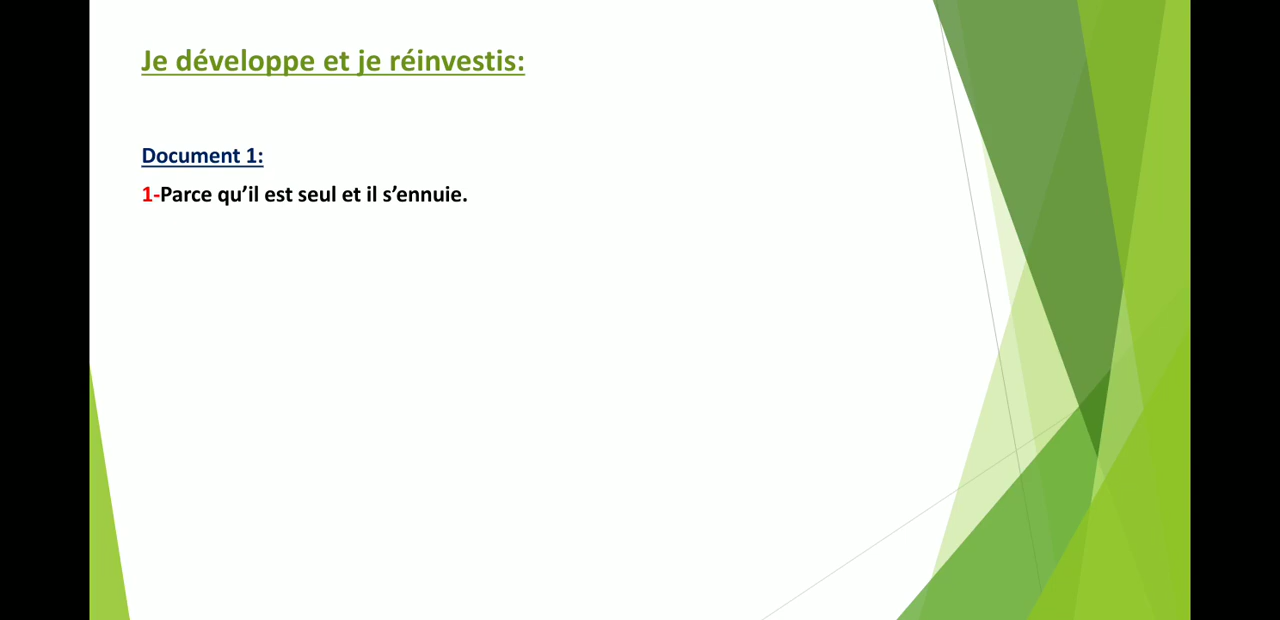 Je développe et je réinvestis:
Document 1:
1-Parce qu’il est seul et il s’ennuie.